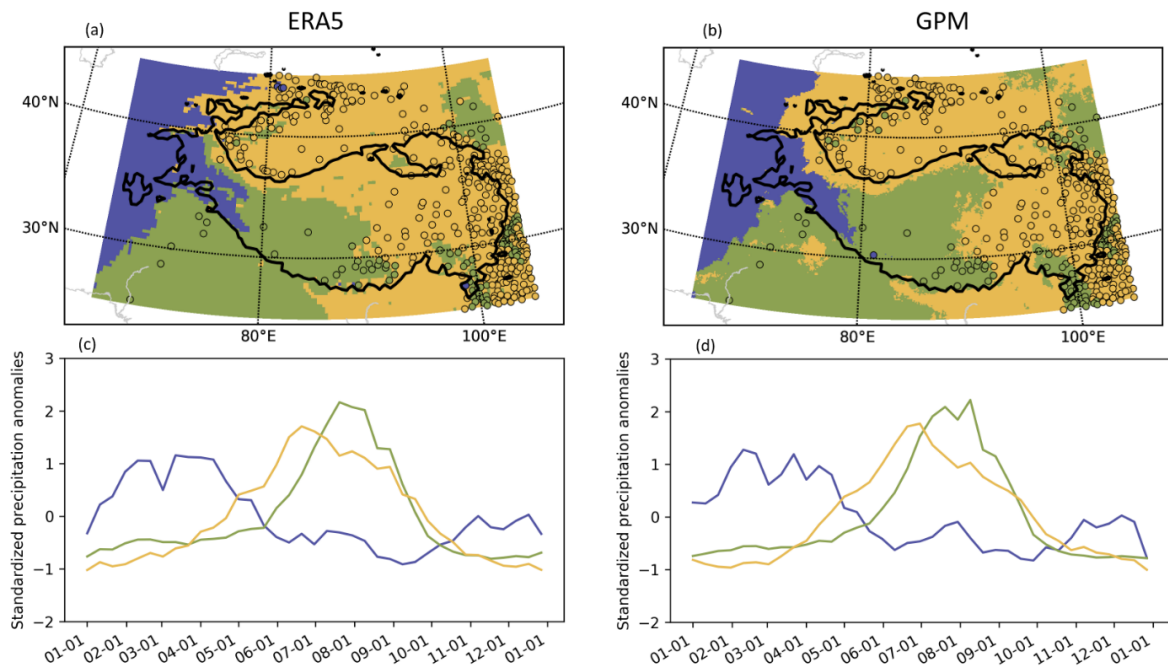 ERA5
GPM
(a)
(b)
40°N
30°N
80°E
100°E
40°N
30°N
80°E
100°E
(c)
(d)
Standardized precipitation anomalies
3
2
1
0
−1
−2
01-01
02-01
03-01
04-01
05-01
06-01
07-01
08-01
09-01
10-01
11-01
12-01
01-01
Standardized precipitation anomalies
3
2
1
0
−1
−2
01-01
02-01
03-01
04-01
05-01
06-01
07-01
08-01
09-01
10-01
11-01
12-01
01-01